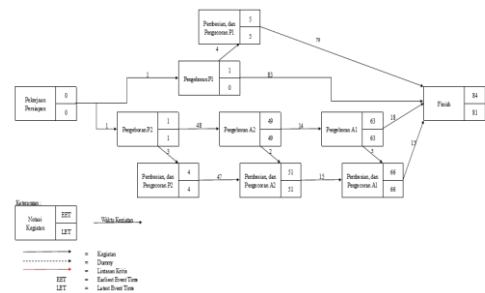 Pembesian, dan
Pengecoran P1
5
5
4
79
Pengeboran P1
1
0
1
83
Pekerjaan
Persiapan
0
0
Finish
84
81
1
Pengeboran P2
1
1
48
Pengeboran A2
49
49
14
Pengeboran A1
63
63
18
3
2
5
15
Pembesian, dan
Pengecoran P2
4
4
47
Pembesian, dan
Pengecoran A2
51
51
15
Pembesian, dan
Pengecoran A1
66
66
Keterangan
Notasi
Kegiatan
EET
LET
Waktu Kegiatan
= Kegiatan
= Dummy
= Lintasan Kritis
EET = Earliest Event Time
LET = Latest Event Time